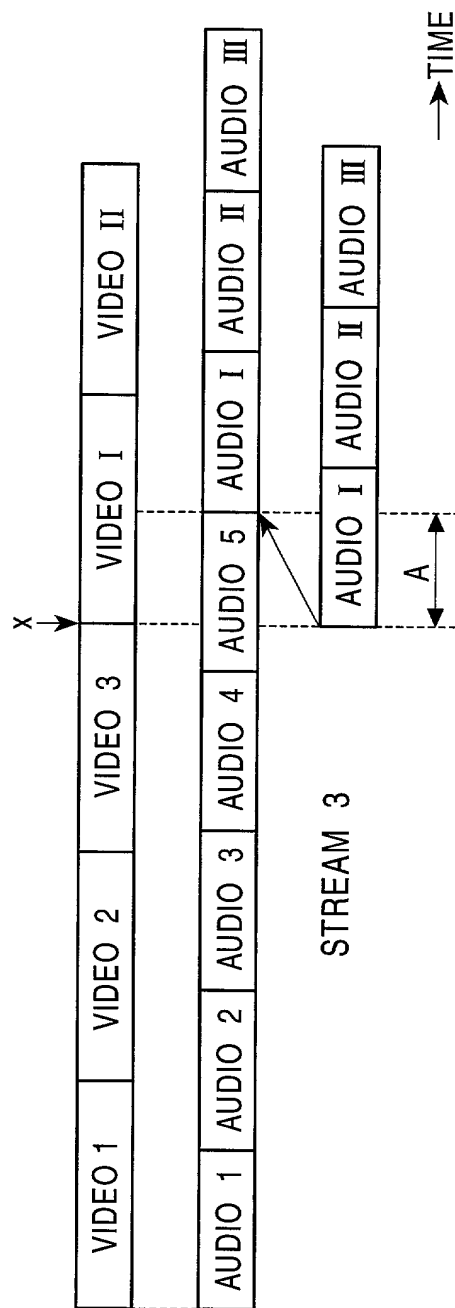 X
VIDEO 1 VIDEO 2 VIDEO 3 VIDEO I VIDEO II
AUDIO 1 AUDIO 2 AUDIO 3 AUDIO 4 AUDIO 5 AUDIO I AUDIO II AUDIO III
AUDIO I AUDIO II AUDIO III
STREAM 3
A
TIME